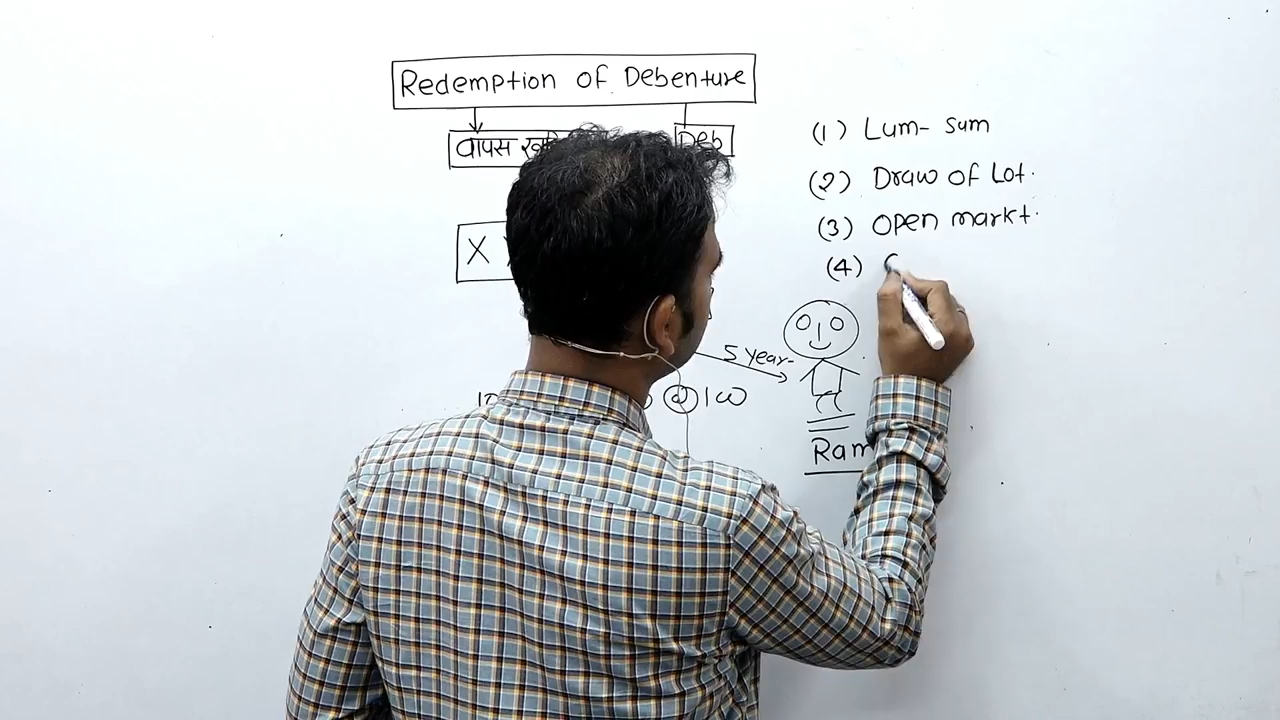 Redemption of Debenture
वापस Deb
(1) Lum- sum
(2) Draw of Lot.
(3) Open markt.
(4)
X
5 year-
10
Ram